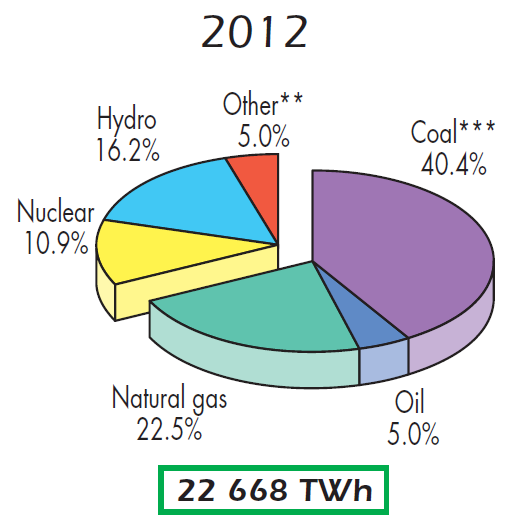 2012
Other**
5.0%
Hydro
16.2%
Coal***
40.4%
Nuclear
10.9%
Natural gas
22.5%
Oil
5.0%
22 668 TWh